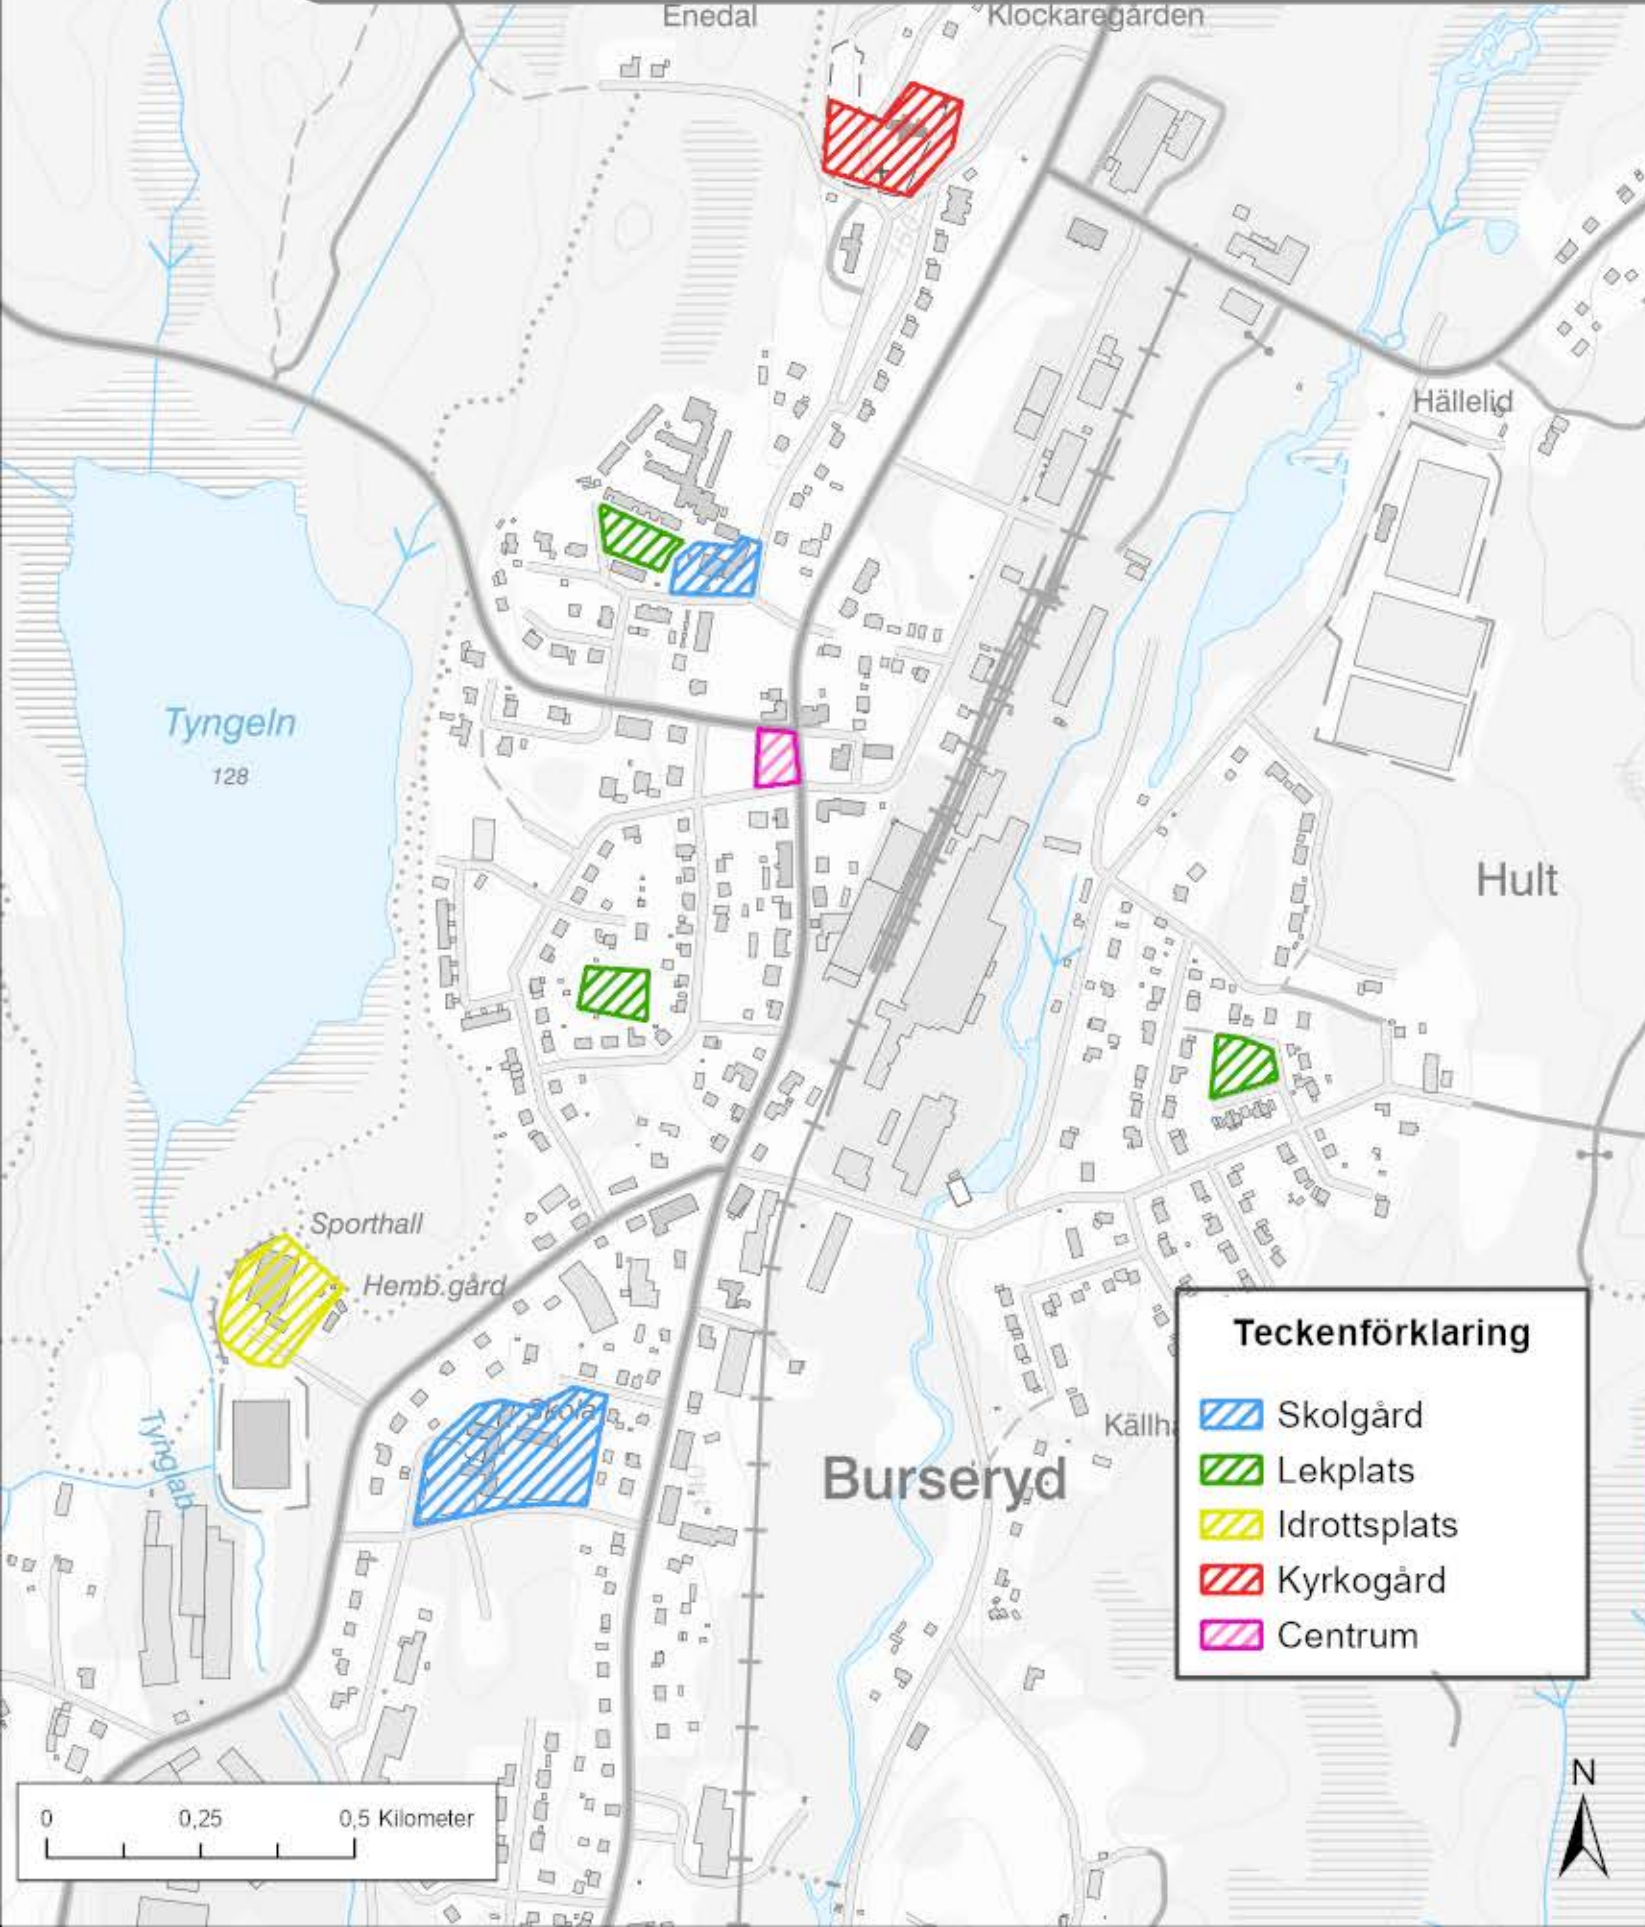 Enedal
Klockaregården
Hällelid
Tyngeln
128
Hult
Sporthall
Hemb.gård
Skola
Tyngleb
Burseryd
Källh
Teckenförklaring
Skolgård
Lekplats
Idrottsplats
Kyrkogård
Centrum
0
0,25
0,5 Kilometer
N